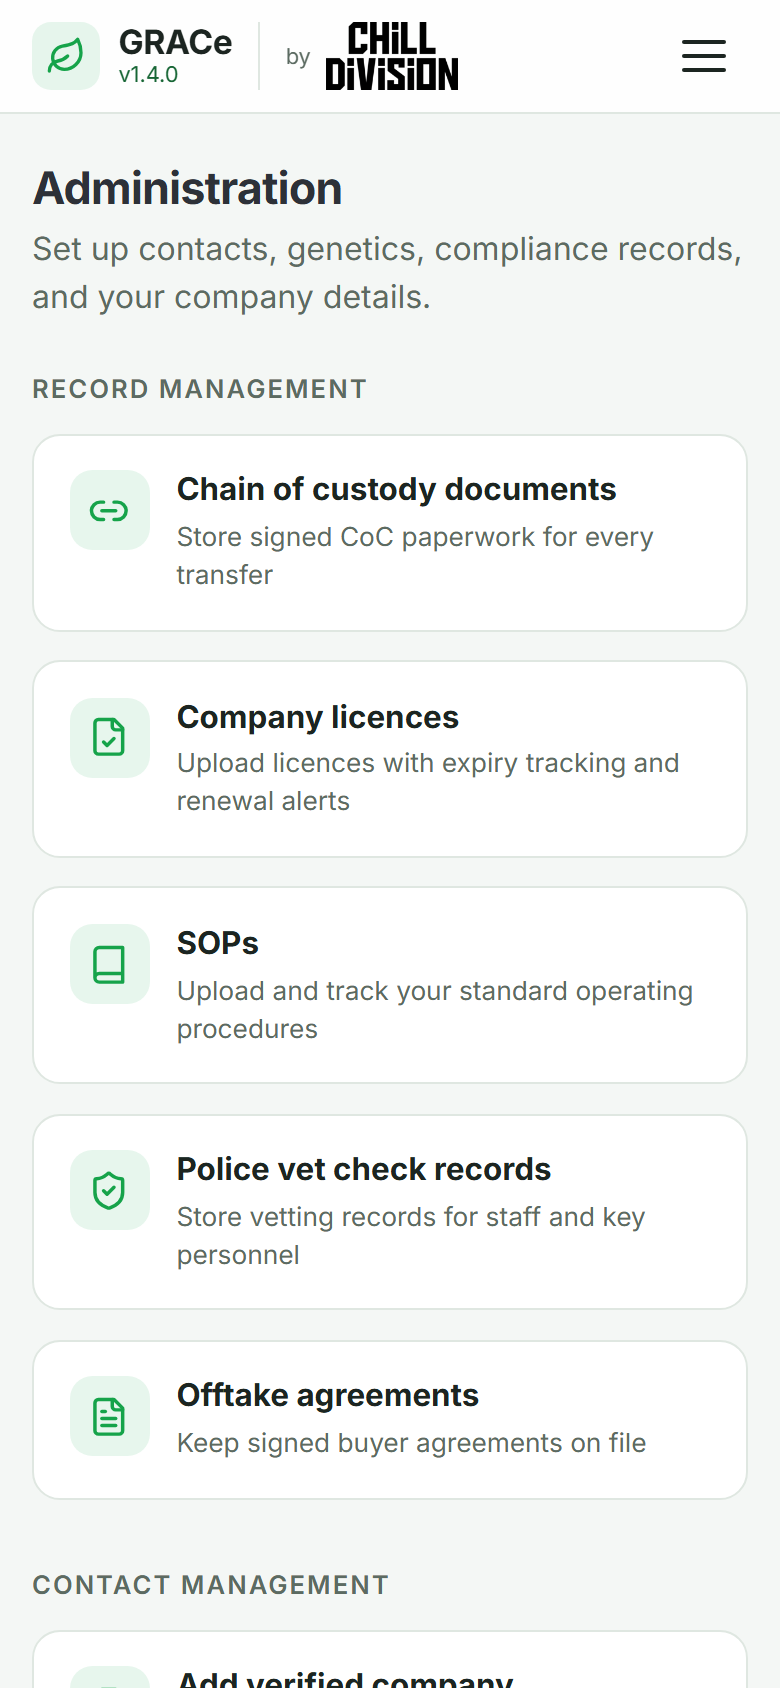 GRACe
v1.4.0
by
CHiLL
DiViSiON
Administration
Set up contacts, genetics, compliance records,
and your company details.
RECORD MANAGEMENT
Chain of custody documents
Store signed CoC paperwork for every
transfer
Company licences
Upload licences with expiry tracking and
renewal alerts
SOPs
Upload and track your standard operating
procedures
Police vet check records
Store vetting records for staff and key
personnel
Offtake agreements
Keep signed buyer agreements on file
CONTACT MANAGEMENT
Add verified company